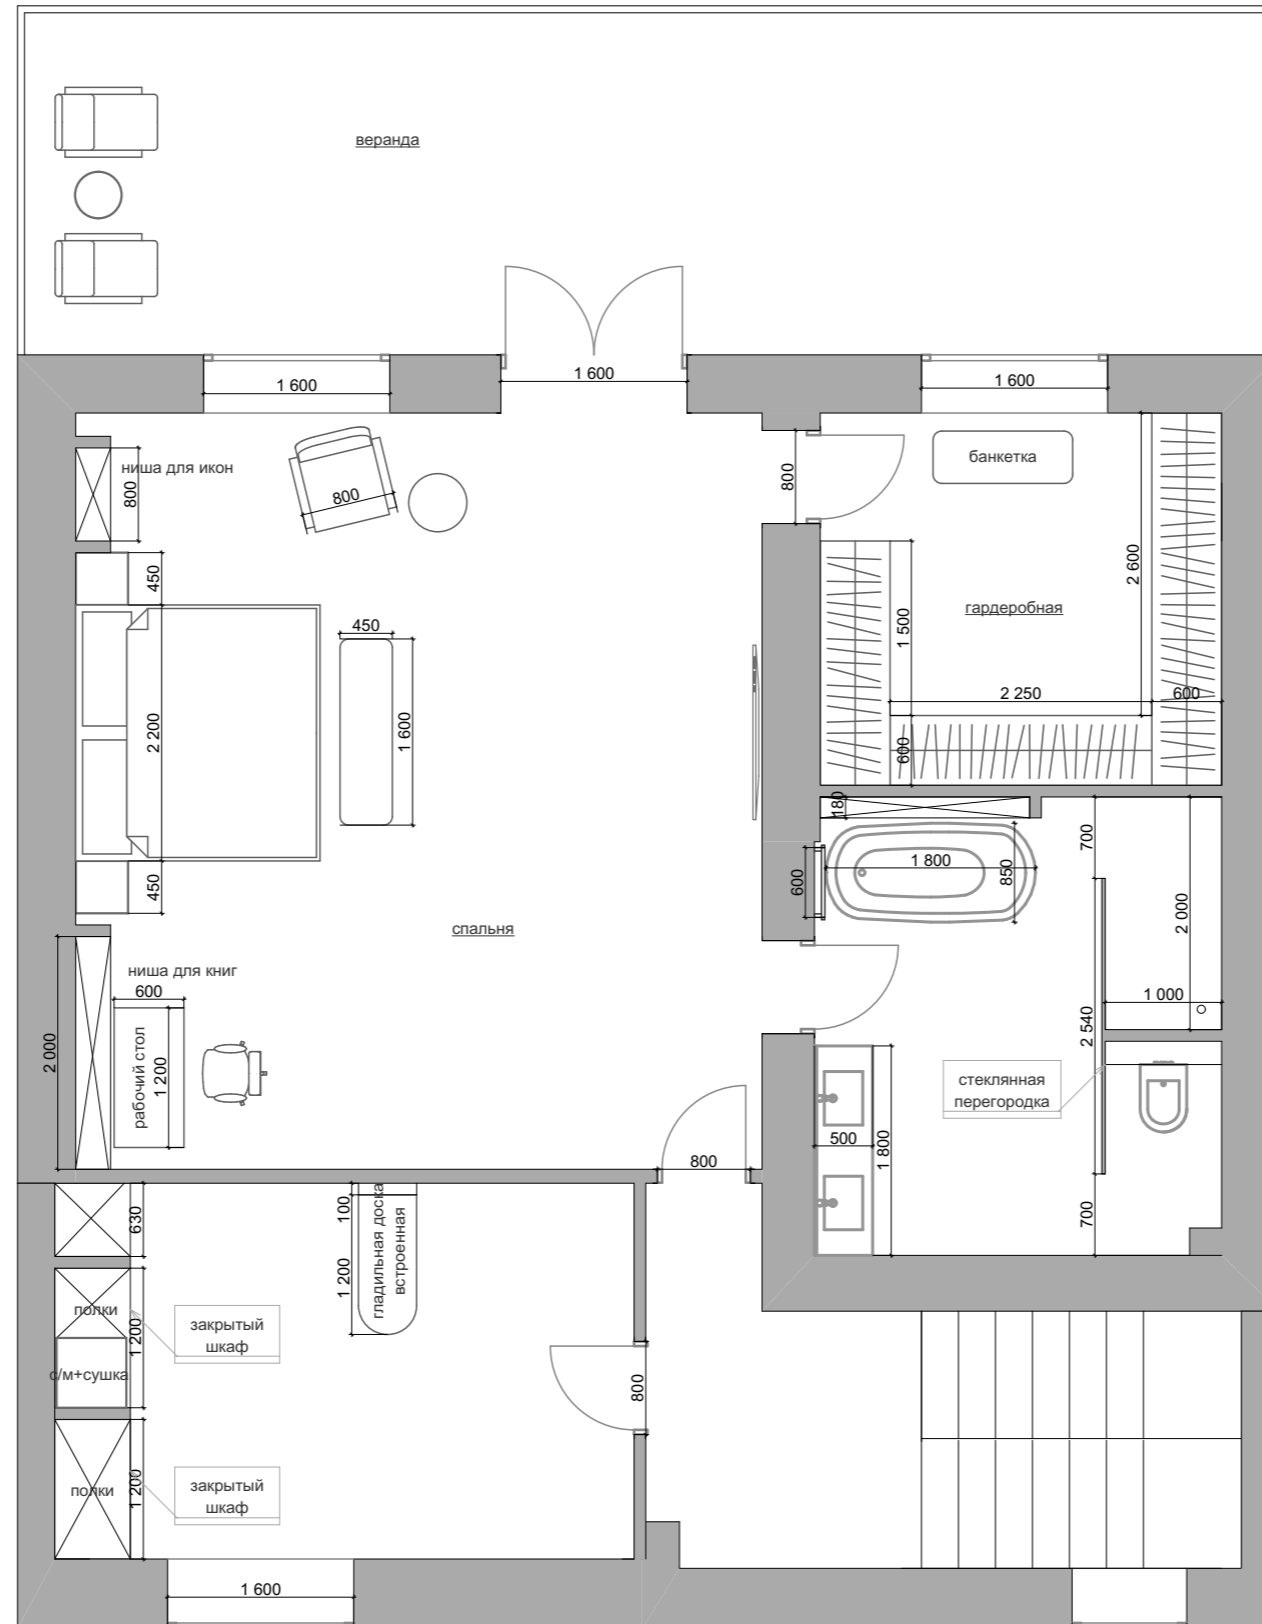 веранда
1 600
1 600
1 600
ниша для икон
800
800
800
банкетка
450
2 600
гардеробная
450
1 500
2 200
1 600
2 250
600
600
180
700
1 800
850
600
450
2 000
спальня
ниша для книг
600
1 000
2 000
рабочий стол
1 200
2 540
стеклянная
перегородка
500
1 800
800
700
630
100
гладильная доска
встроенная
1 200
полки
1 200
закрытый
шкаф
с/м+сушка
800
полки
1 200
закрытый
шкаф
1 600